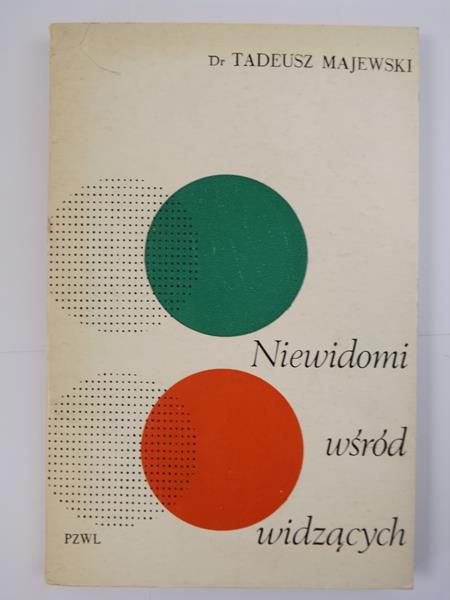 Dr TADEUSZ MAJEWSKI
Niewidomi
wśród
widzących
PZWL